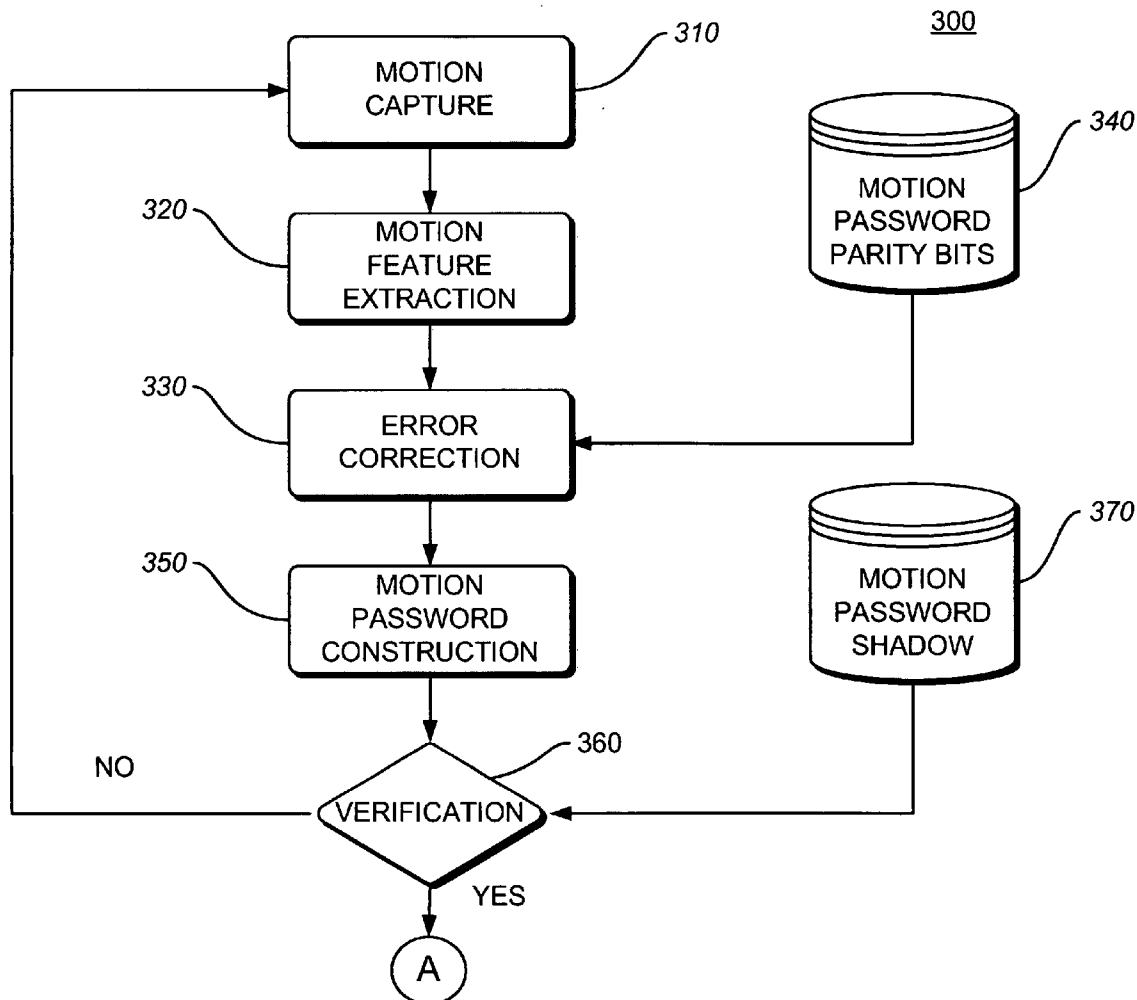 300
310
MOTION
CAPTURE
340
MOTION
PASSWORD
PARITY BITS
320
MOTION
FEATURE
EXTRACTION
330
ERROR
CORRECTION
370
MOTION
PASSWORD
SHADOW
350
MOTION
PASSWORD
CONSTRUCTION
360
NO
VERIFICATION
YES
A